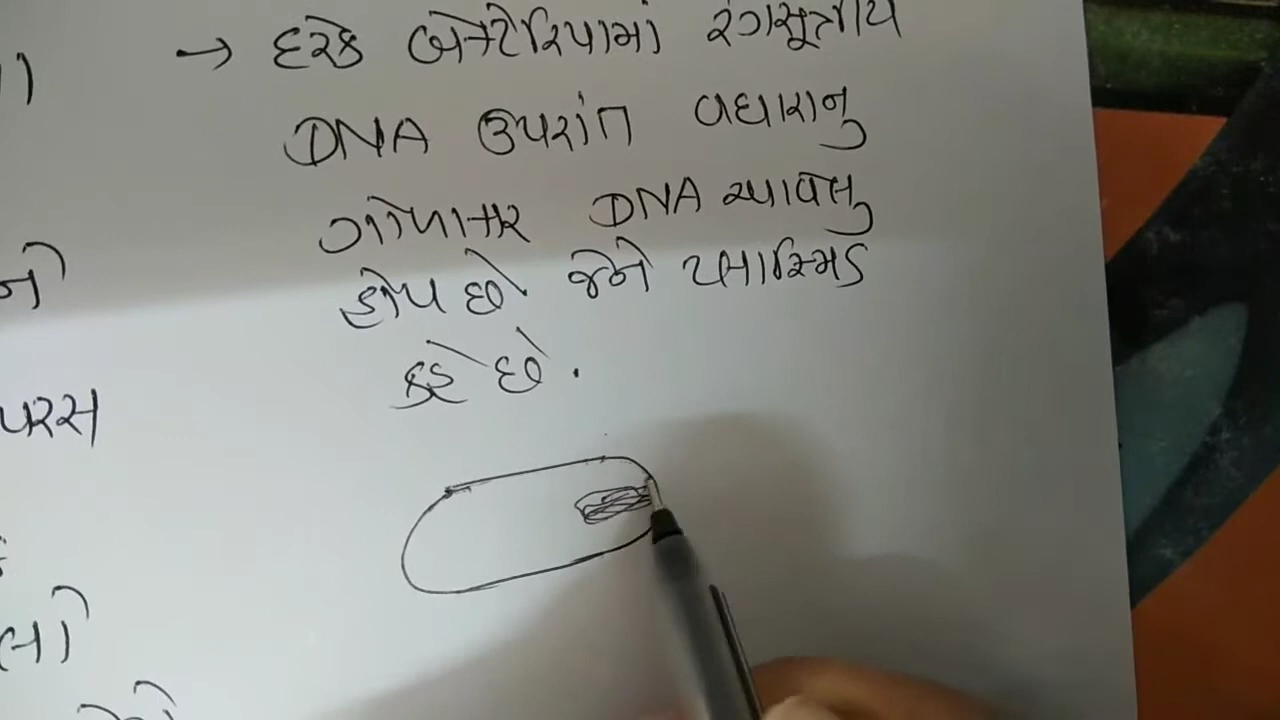 → દરેક બેક્ટેરિયામાં રંગસૂત્રીય
DNA ઉપરાંત વધારાનુ
ગોળાકાર DNA આવેલુ
હોય છે જેને પ્લાસ્મિડ
કહે છે.